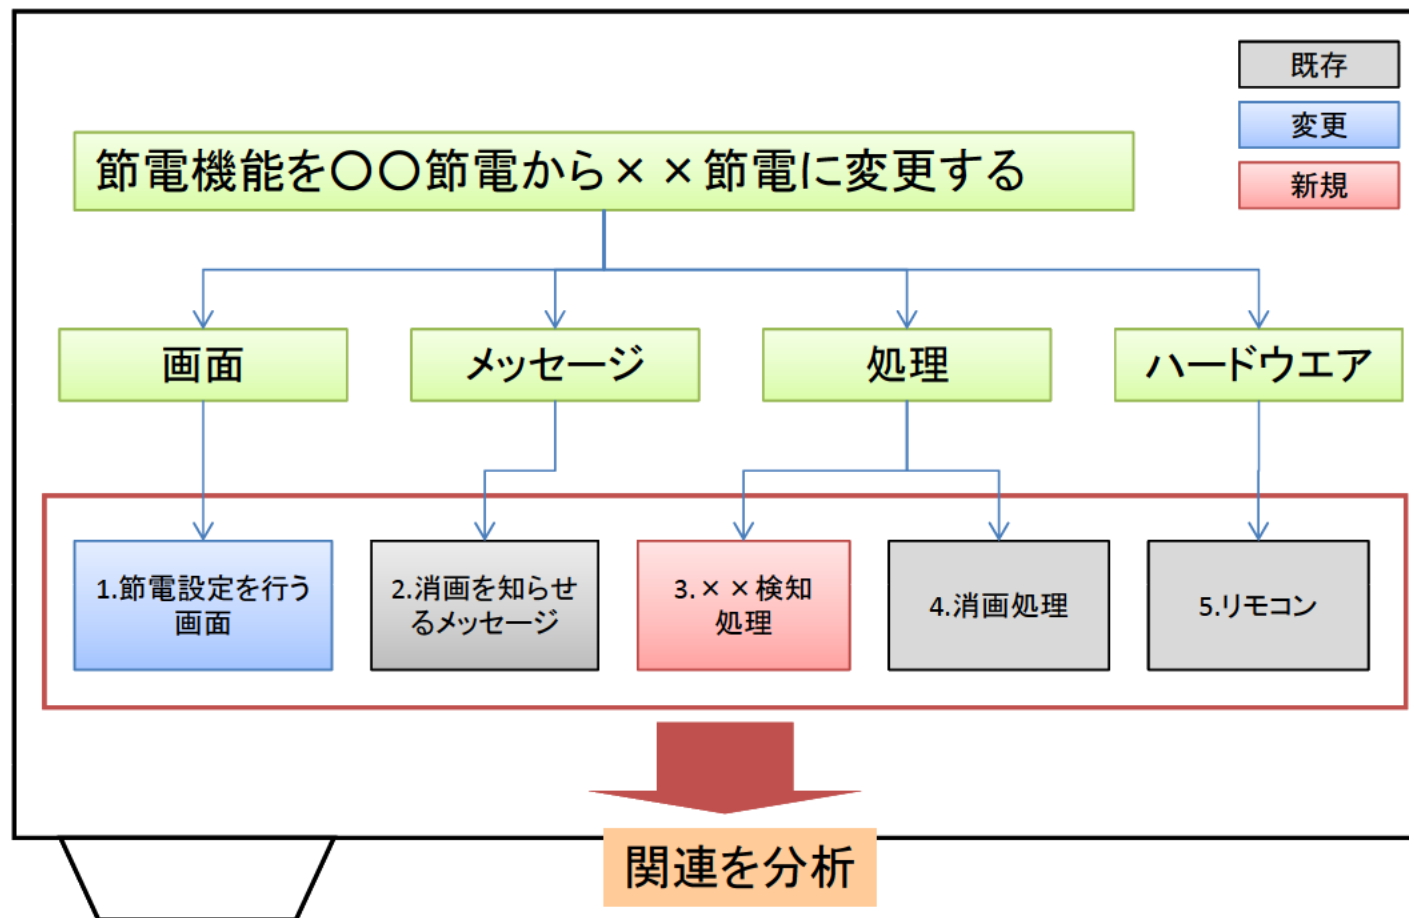 既存
変更
新規
節電機能を〇〇節電から××節電に変更する
画面
メッセージ
処理
ハードウエア
1.節電設定を行う
画面
2.消画を知らせ
るメッセージ
3.××検知
処理
4.消画処理
5.リモコン
関連を分析